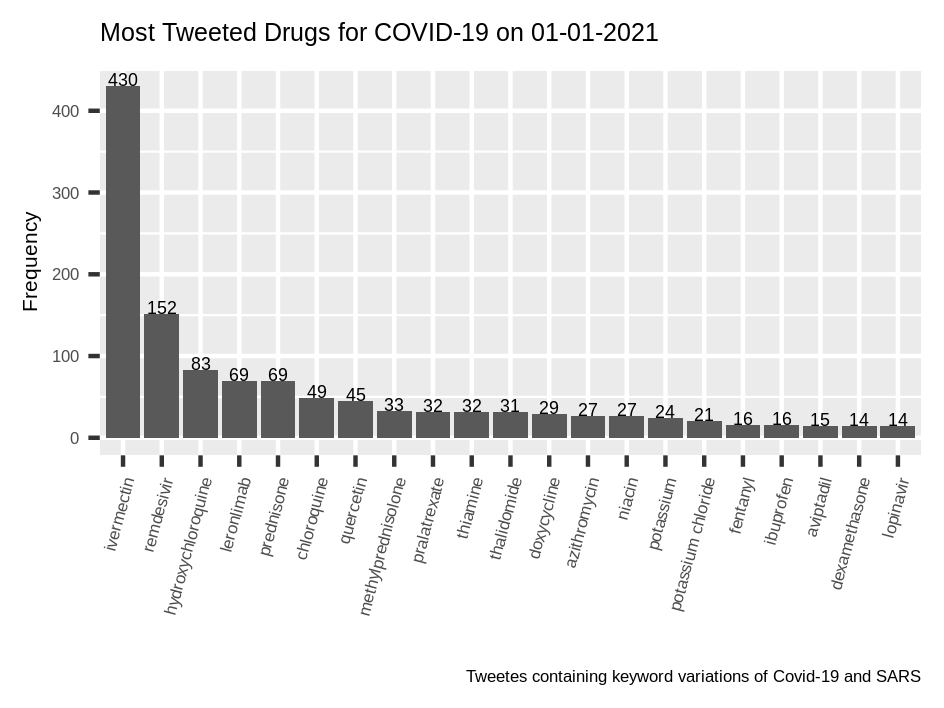 Most Tweeted Drugs for COVID-19 on 01-01-2021
Frequency
400
300
200
100
0
430
152
83
69
69
49
45
33
32
32
31
29
27
27
24
21
16
16
15
14
14
ivermectin
remdesivir
hydroxychloroquine
leronlimab
prednisone
chloroquine
quercetin
methylprednisolone
pralatrexate
thiamine
thalidomide
doxycycline
azithromycin
niacin
potassium
potassium chloride
fentanyl
ibuprofen
aviptadil
dexamethasone
lopinavir
Tweetes containing keyword variations of Covid-19 and SARS